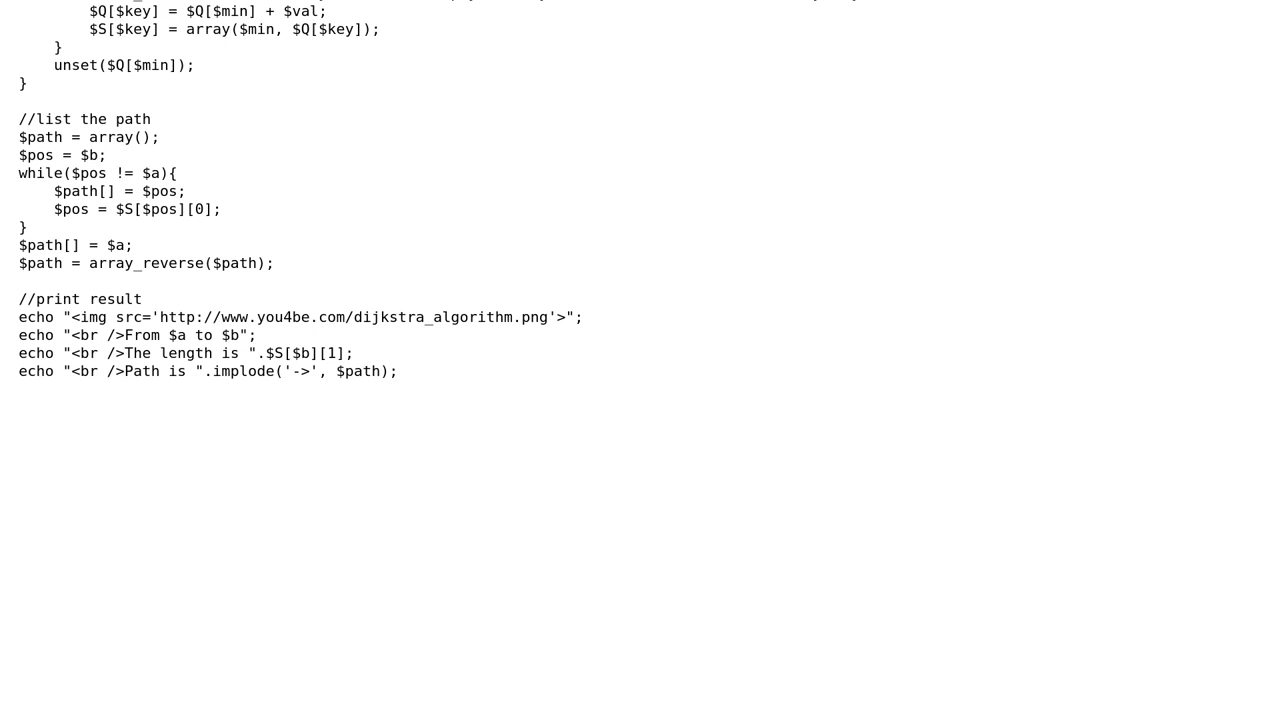 $Q[$key] = $Q[$min] + $val;
$S[$key] = array($min, $Q[$key]);
}
unset($Q[$min]);
}
//list the path
$path = array();
$pos = $b;
while($pos != $a){
$path[] = $pos;
$pos = $S[$pos][0];
}
$path[] = $a;
$path = array_reverse($path);
//print result
echo "<img src='http://www.you4be.com/dijkstra_algorithm.png'>";
echo "<br />From $a to $b";
echo "<br />The length is ".$S[$b][1];
echo "<br />Path is ".implode('->', $path);